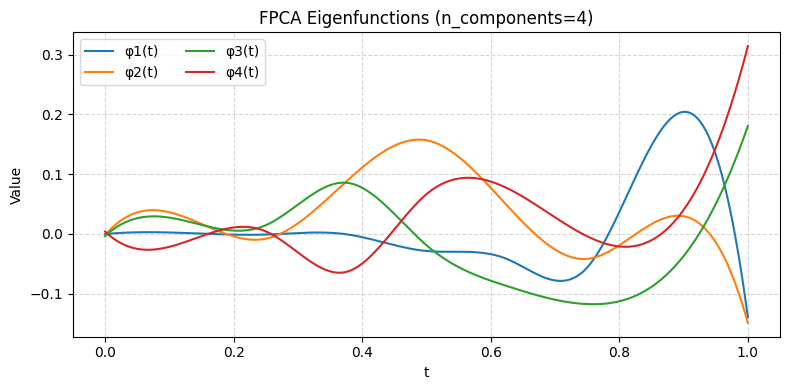 FPCA Eigenfunctions (n_components=4)
φ1(t) φ3(t)
φ2(t) φ4(t)
Value
0.3
0.2
0.1
0.0
−0.1
0.0 0.2 0.4 0.6 0.8 1.0
t